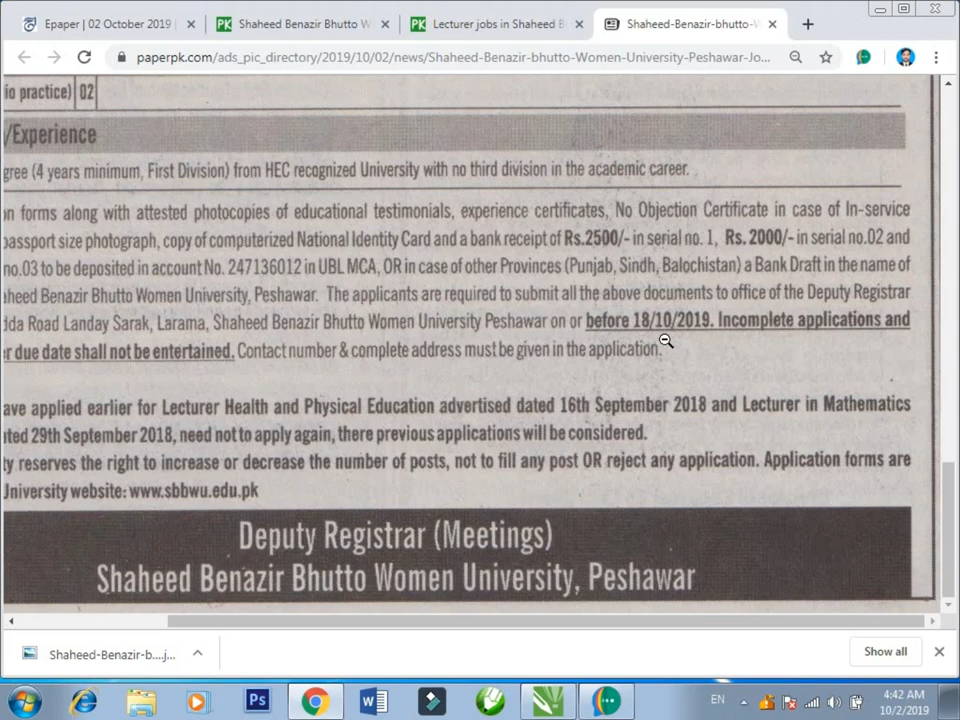 Epaper | 02 October 2019 |
Shaheed Benazir Bhutto W
Lecturer jobs in Shaheed B
Shaheed-Benazir-bhutto-W
paperpk.com/ads_pic_directory/2019/10/02/news/Shaheed-Benazir-bhutto-Women-University-Peshawar-Jo...
io practice) 02
/Experience
gree (4 years minimum, First Division) from HEC recognized University with no third division in the academic career.
n forms along with attested photocopies of educational testimonials, experience certificates, No Objection Certificate in case of In-service
passport size photograph, copy of computerized National Identity Card and a bank receipt of Rs.2500/- in serial no. 1, Rs. 2000/- in serial no.02 and
no.03 to be deposited in account No. 247136012 in UBL MCA, OR in case of other Provinces (Punjab, Sindh, Balochistan) a Bank Draft in the name of
aheed Benazir Bhutto Women University, Peshawar. The applicants are required to submit all the above documents to office of the Deputy Registrar
dda Road Landay Sarak, Larama, Shaheed Benazir Bhutto Women University Peshawar on or before 18/10/2019. Incomplete applications and
r due date shall not be entertained. Contact number & complete address must be given in the application.
ave applied earlier for Lecturer Health and Physical Education advertised dated 16th September 2018 and Lecturer in Mathematics
ted 29th September 2018, need not to apply again, there previous applications will be considered.
ty reserves the right to increase or decrease the number of posts, not to fill any post OR reject any application. Application forms are
University website: www.sbbwu.edu.pk
Deputy Registrar (Meetings)
Shaheed Benazir Bhutto Women University, Peshawar
Shaheed-Benazir-b....j...
Show all
EN
4:42 AM
10/2/2019